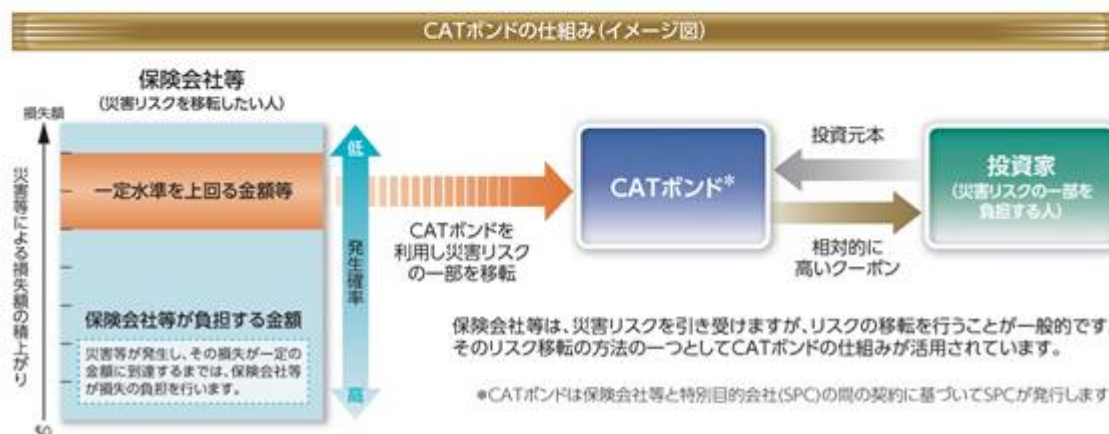 CATボンドの仕組み(イメージ図)
保険会社等
(災害リスクを移転したい人)
損失額
災害等による損失額の積上がり
$0
一定水準を上回る金額等
保険会社等が負担する金額
災害等が発生し、その損失が一定の
金額に到達するまでは、保険会社等
が損失の負担を行います。
低
発生確率
高
CATボンドを
利用し災害リスク
の一部を移転
CATボンド*
投資元本
相対的に
高いクーポン
投資家
(災害リスクの一部を
負担する人)
保険会社等は、災害リスクを引き受けますが、リスクの移転を行うことが一般的です。
そのリスク移転の方法の一つとしてCATボンドの仕組みが活用されています。
*CATボンドは保険会社等と特別目的会社(SPC)の間の契約に基づいてSPCが発行します